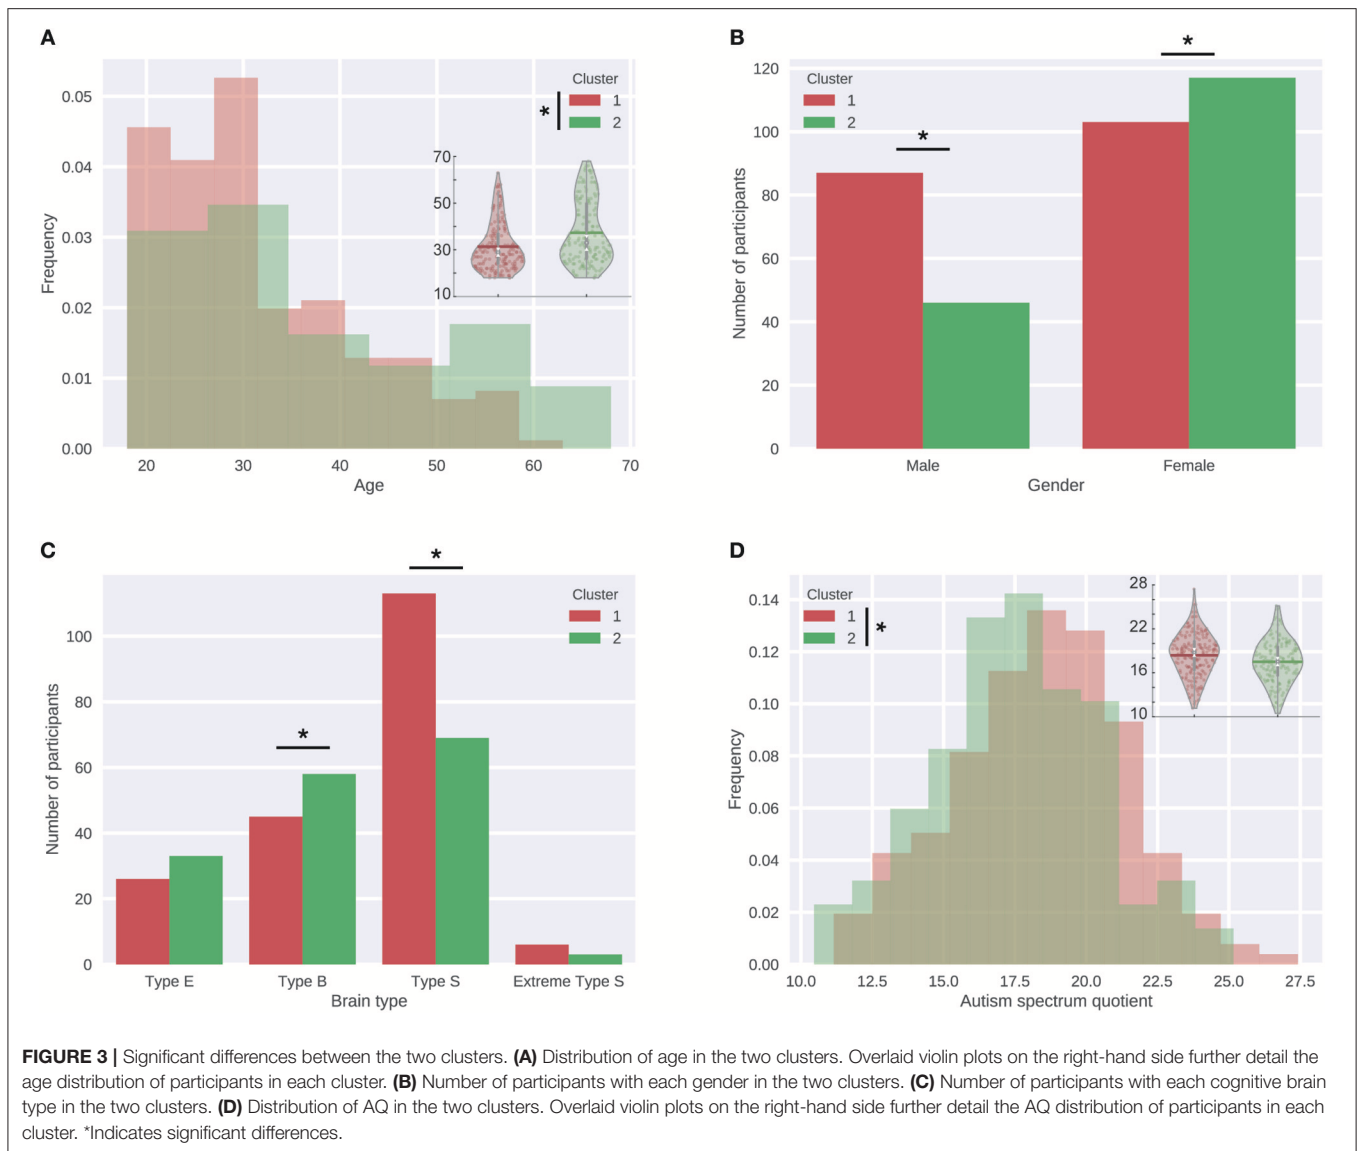 A
Cluster
1
2
*
0.05
0.04
0.03
0.02
0.01
0.00
Frequency
70
50
30
10
20
30
40
50
60
70
Age
B
*
Cluster
1
2
*
120
100
80
60
40
20
0
Number of participants
Male
Female
Gender
C
*
Cluster
1
2
*
100
80
60
40
20
0
Number of participants
Type E
Type B
Type S
Extreme Type S
Brain type
D
Cluster
1
2
*
0.14
0.12
0.10
0.08
0.06
0.04
0.02
0.00
Frequency
28
22
16
10
10.0
12.5
15.0
17.5
20.0
22.5
25.0
27.5
Autism spectrum quotient
FIGURE 3 | Significant differences between the two clusters. (A) Distribution of age in the two clusters. Overlaid violin plots on the right-hand side further detail the
age distribution of participants in each cluster. (B) Number of participants with each gender in the two clusters. (C) Number of participants with each cognitive brain
type in the two clusters. (D) Distribution of AQ in the two clusters. Overlaid violin plots on the right-hand side further detail the AQ distribution of participants in each
cluster. *Indicates significant differences.